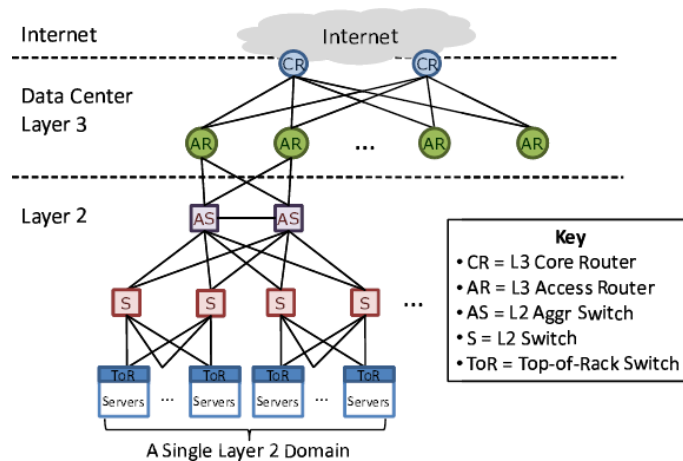 Internet
Internet
CR CR
Data Center
Layer 3
AR AR ... AR AR
Layer 2
AS AS
S S S S ...
ToR ToR ToR ToR
Servers ... Servers Servers ... Servers
A Single Layer 2 Domain
Key
• CR = L3 Core Router
• AR = L3 Access Router
• AS = L2 Aggr Switch
• S = L2 Switch
• ToR = Top-of-Rack Switch